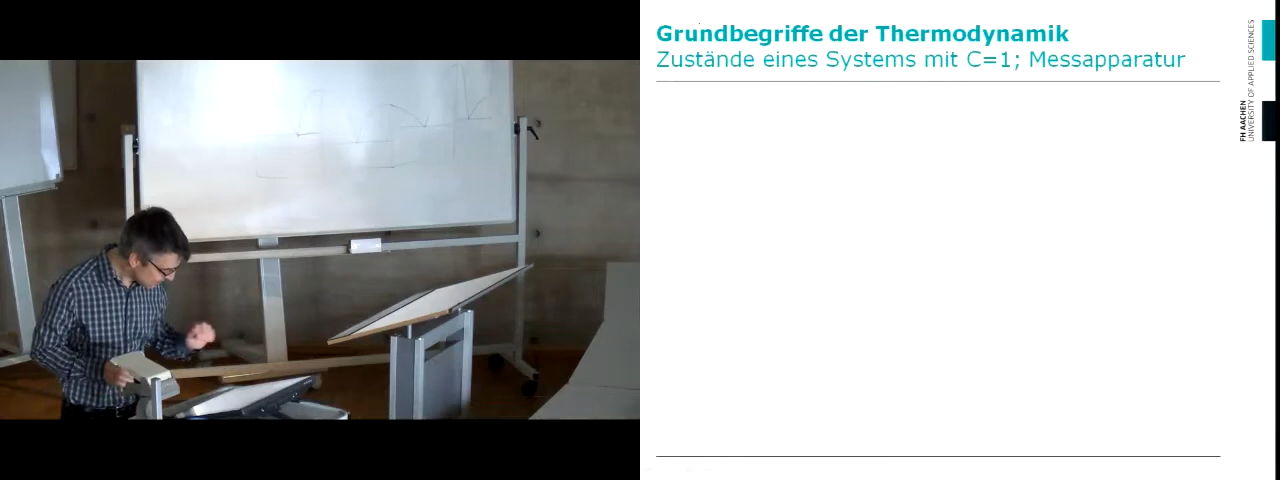 Grundbegriffe der Thermodynamik
Zustände eines Systems mit C=1; Messapparatur
FH AACHEN
UNIVERSITY OF APPLIED SCIENCES